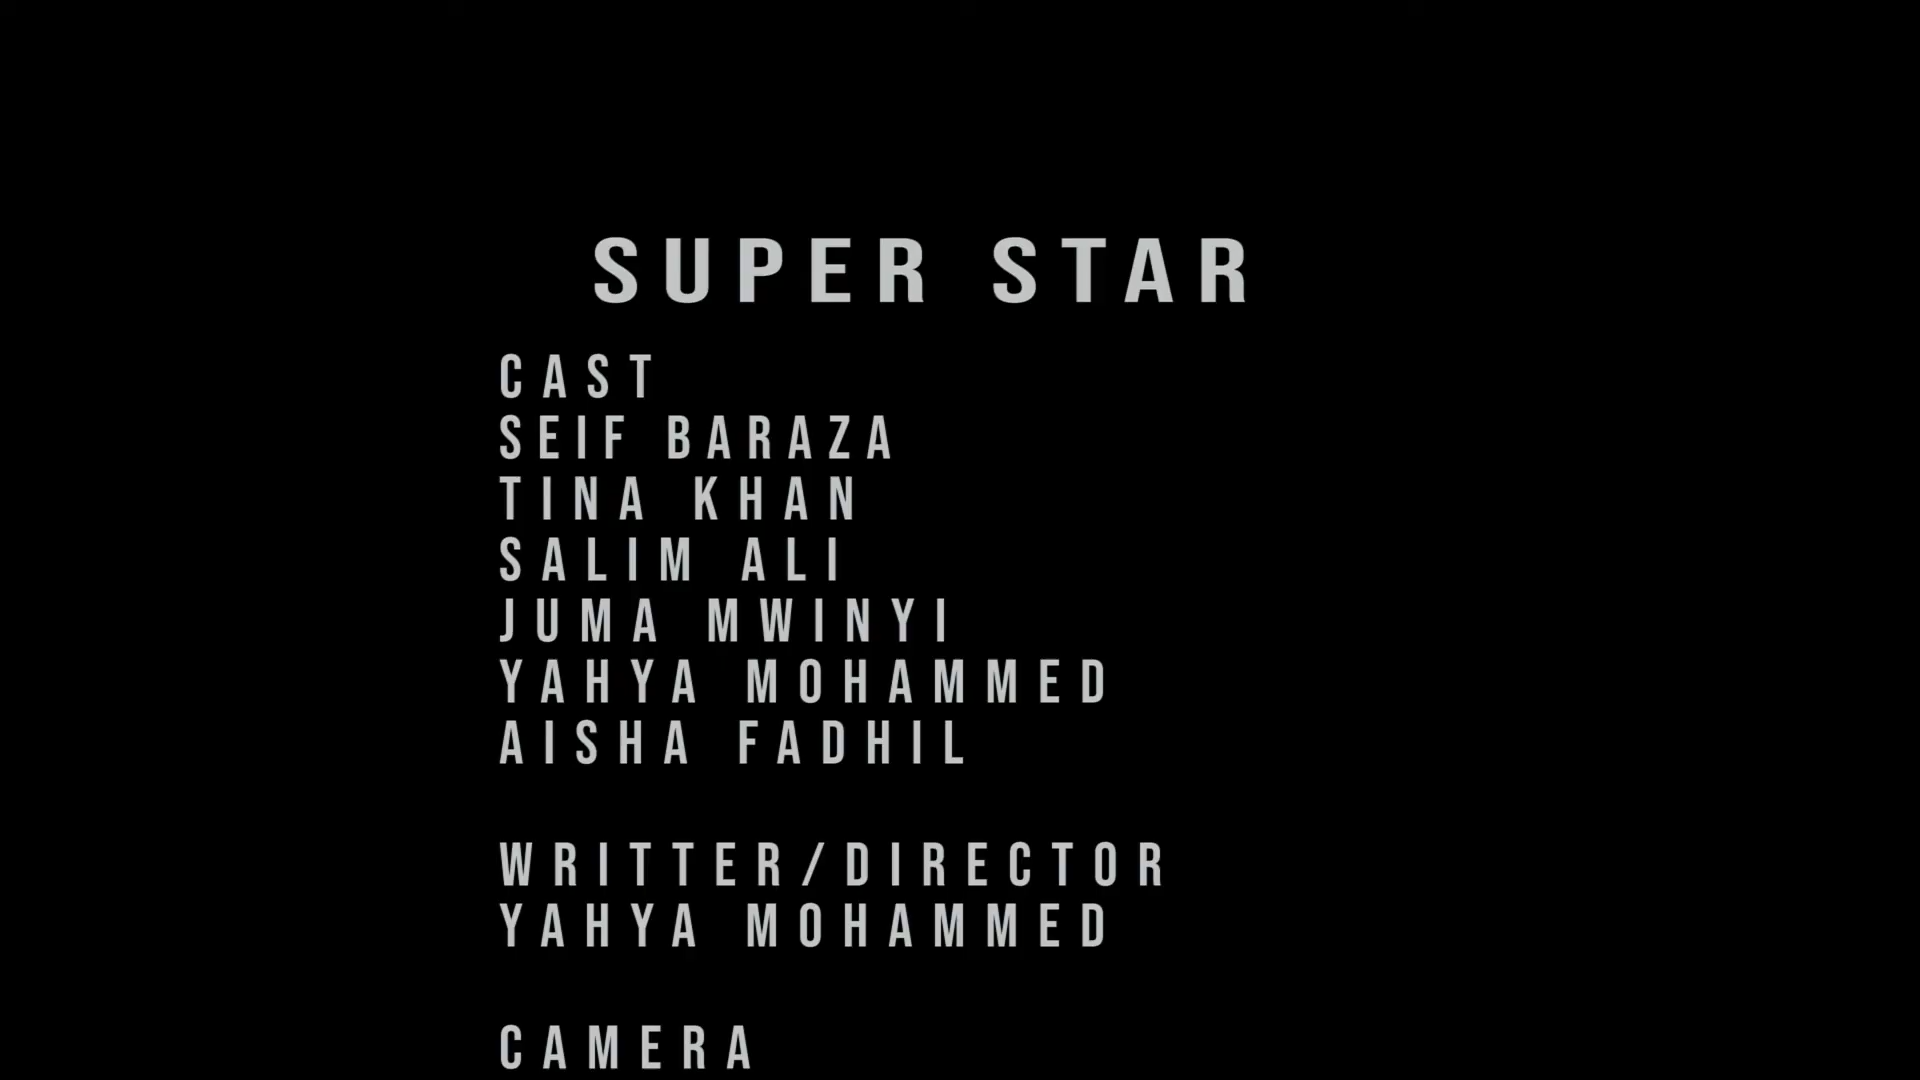 SUPER STAR
CAST
SEIF BARAZA
TINA KHAN
SALIM ALI
JUMA MWINYI
YAHYA MOHAMMED
AISHA FADHIL
WRITTER/DIRECTOR
YAHYA MOHAMMED
CAMERA